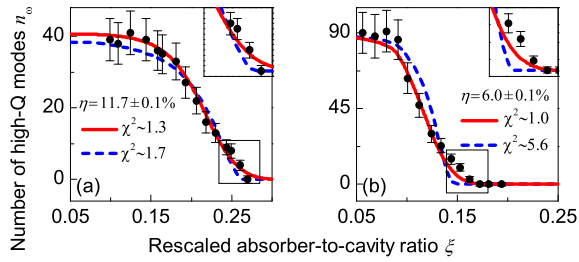 Number of high-Q modes n_ω
80
40
0
η=11.7±0.1%
χ²~1.3
χ²~1.7
(a)
0.05
0.15
0.25
90
45
0
η=6.0±0.1%
χ²~1.0
χ²~5.6
(b)
0.05
0.15
0.25
Rescaled absorber-to-cavity ratio ξ